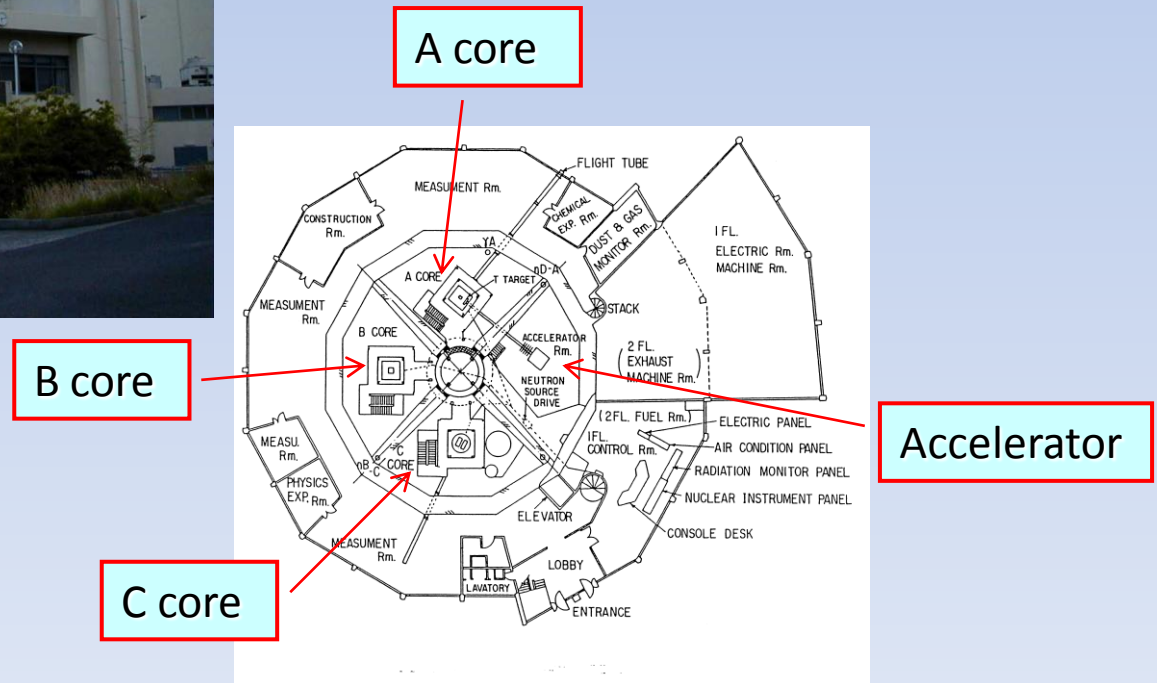 A core
B core
C core
Accelerator
FLIGHT TUBE
MEASUMENT Rm.
CONSTRUCTION
Rm.
CHEMICAL
EXP. Rm.
DUST & GAS
MONITOR Rm.
1 FL.
ELECTRIC Rm.
MACHINE Rm.
γA
nD-A
A CORE
T TARGET
STACK
MEASUMENT
Rm.
B CORE
ACCELERATOR
Rm.
2 FL.
EXHAUST
MACHINE Rm.
NEUTRON
SOURCE
DRIVE
(2FL. FUEL Rm.)
ELECTRIC PANEL
1FL.
CONTROL Rm.
AIR CONDITION PANEL
RADIATION MONITOR PANEL
NUCLEAR INSTRUMENT PANEL
CONSOLE DESK
MEASU.
Rm.
PHYSICS
EXP. Rm.
nB-C
C
CORE
ELEVATOR
MEASUMENT
Rm.
LOBBY
LAVATORY
ENTRANCE